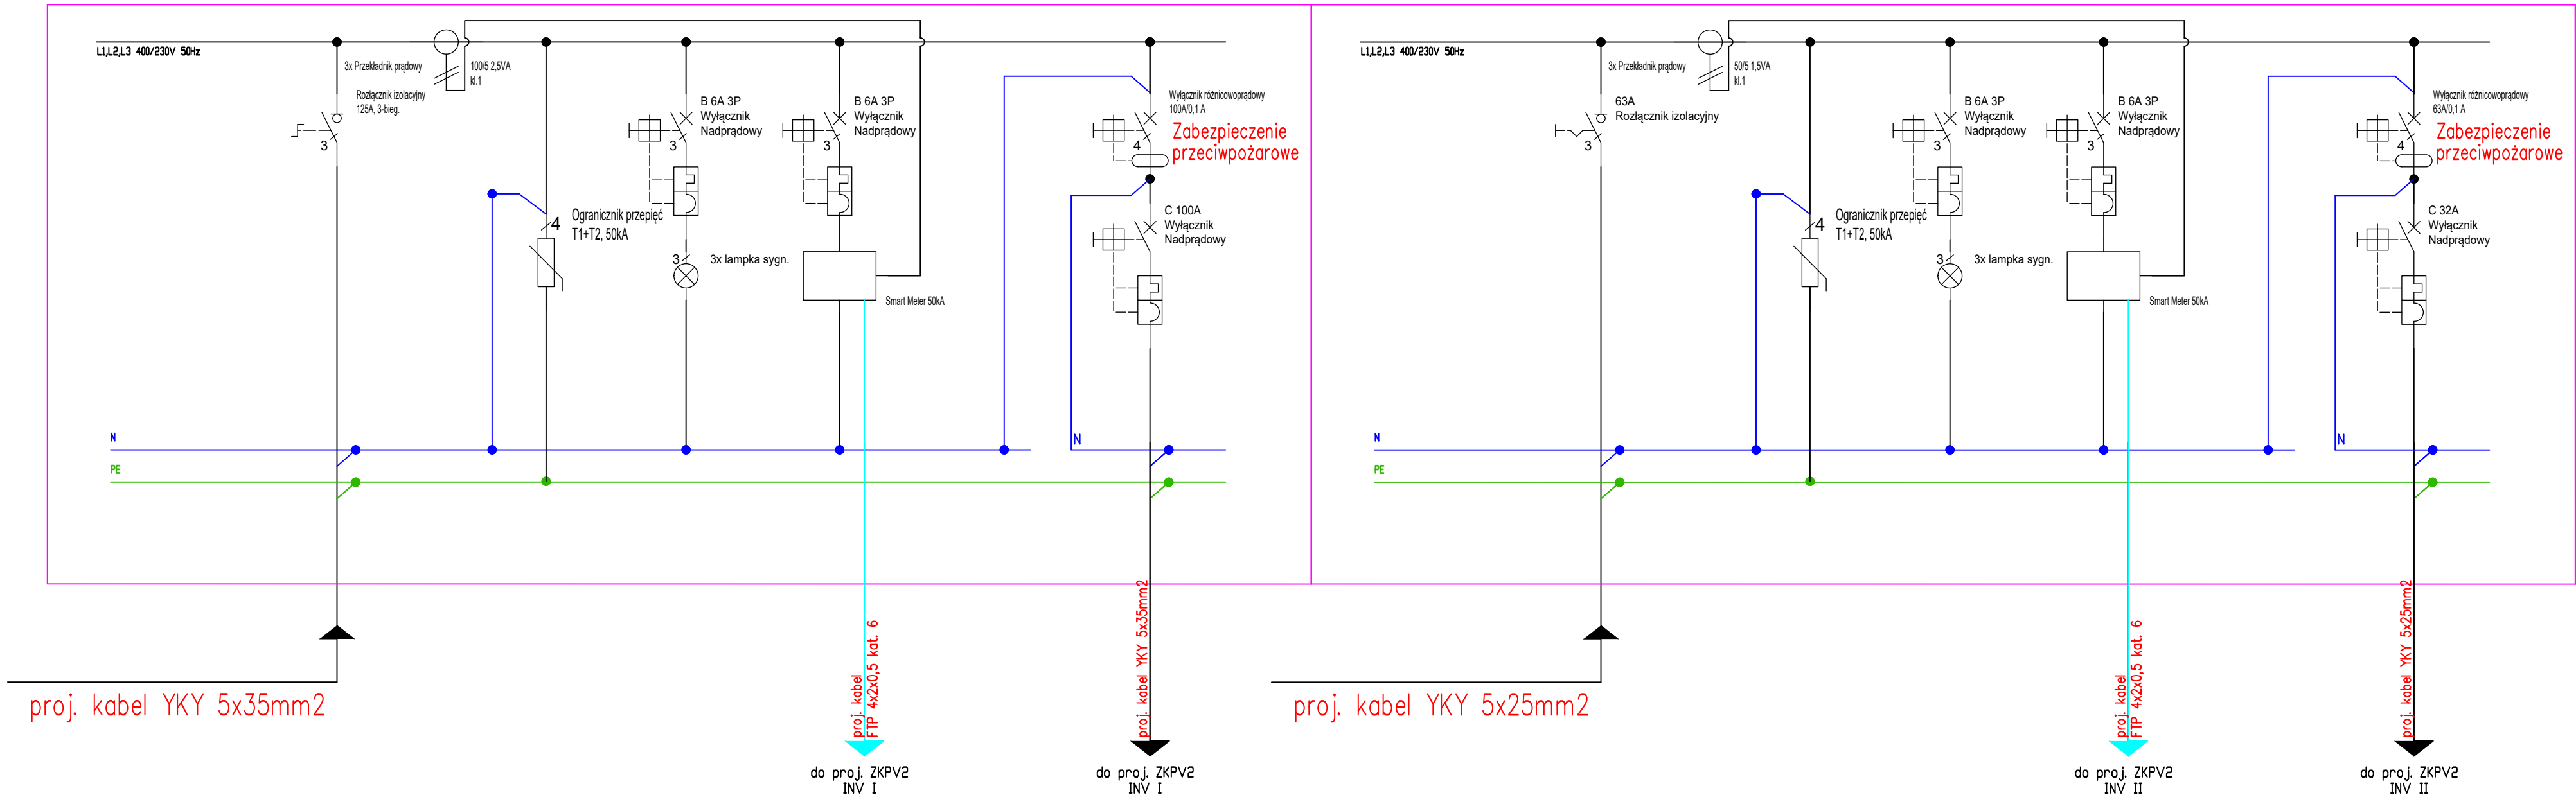 L1,L2,L3 400/230V 50Hz
3x Przekładnik prądowy
100/5 2,5VA
kl.1
Rozłącznik izolacyjny
125A, 3-bieg.
3
4
Ogranicznik przepięć
T1+T2, 50kA
B 6A 3P
Wyłącznik
Nadprądowy
3
3
3x lampka sygn.
B 6A 3P
Wyłącznik
Nadprądowy
3
Smart Meter 50kA
Wyłącznik różnicowoprądowy
100A/0,1 A
Zabezpieczenie
przeciwpożarowe
4
C 100A
Wyłącznik
Nadprądowy
N
N
PE
proj. kabel YKY 5x35mm2
proj. kabel
FTP 4x2x0,5 kat. 6
do proj. ZKPV2
INV I
proj. kabel YKY 5x35mm2
do proj. ZKPV2
INV I
L1,L2,L3 400/230V 50Hz
3x Przekładnik prądowy
50/5 1,5VA
kl.1
63A
Rozłącznik izolacyjny
3
4
Ogranicznik przepięć
T1+T2, 50kA
B 6A 3P
Wyłącznik
Nadprądowy
3
3
3x lampka sygn.
B 6A 3P
Wyłącznik
Nadprądowy
3
Smart Meter 50kA
Wyłącznik różnicowoprądowy
63A/0,1 A
Zabezpieczenie
przeciwpożarowe
4
C 32A
Wyłącznik
Nadprądowy
N
N
PE
proj. kabel YKY 5x25mm2
proj. kabel
FTP 4x2x0,5 kat. 6
do proj. ZKPV2
INV II
proj. kabel YKY 5x25mm2
do proj. ZKPV2
INV II